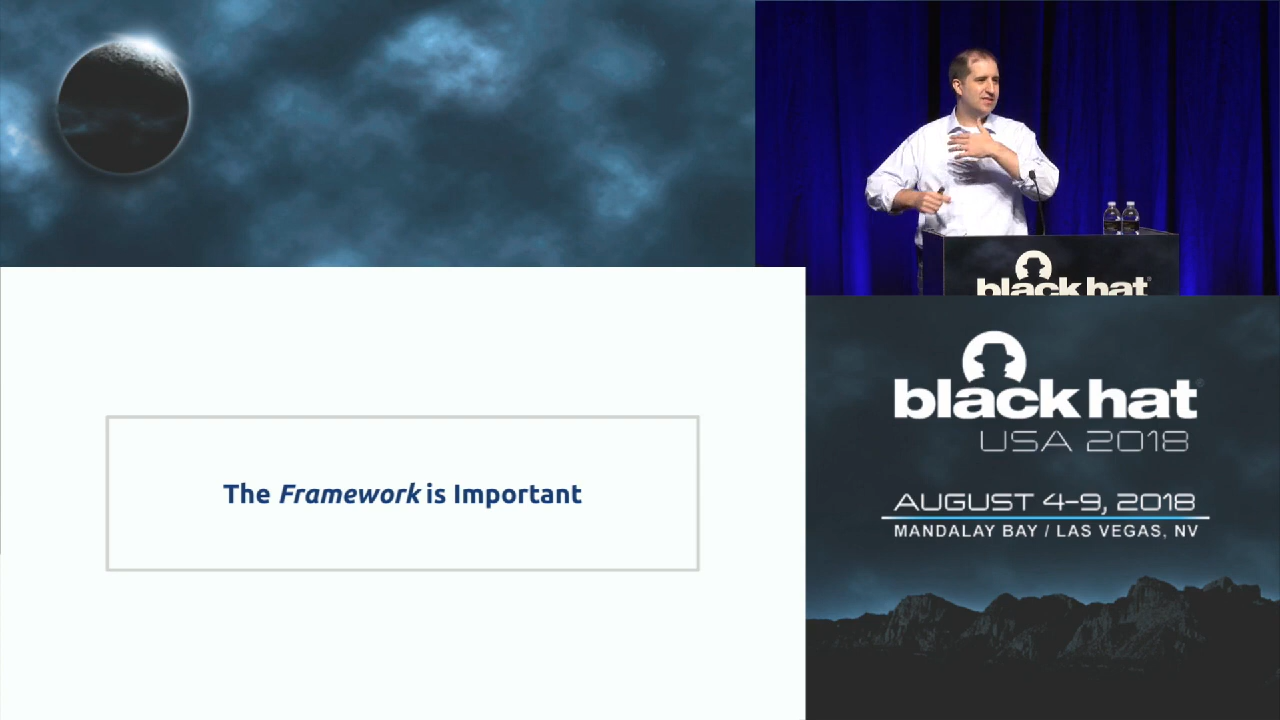 black hat
The Framework is Important
black hat
USA 2018
AUGUST 4-9, 2018
MANDALAY BAY / LAS VEGAS, NV